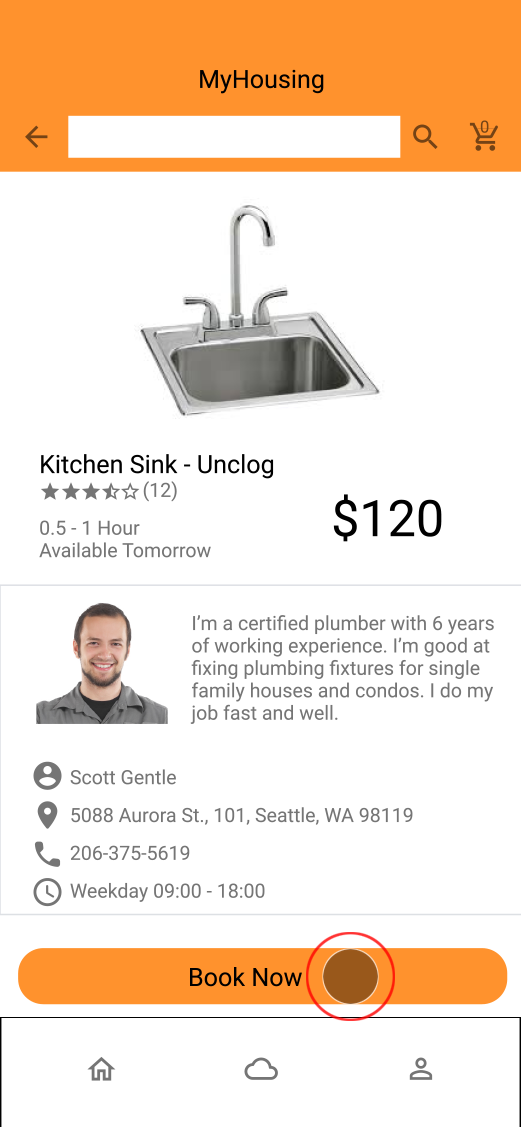 MyHousing
0
Kitchen Sink - Unclog
(12)
$120
0.5 - 1 Hour
Available Tomorrow
I’m a certified plumber with 6 years
of working experience. I’m good at
fixing plumbing fixtures for single
family houses and condos. I do my
job fast and well.
Scott Gentle
5088 Aurora St., 101, Seattle, WA 98119
206-375-5619
Weekday 09:00 - 18:00
Book Now